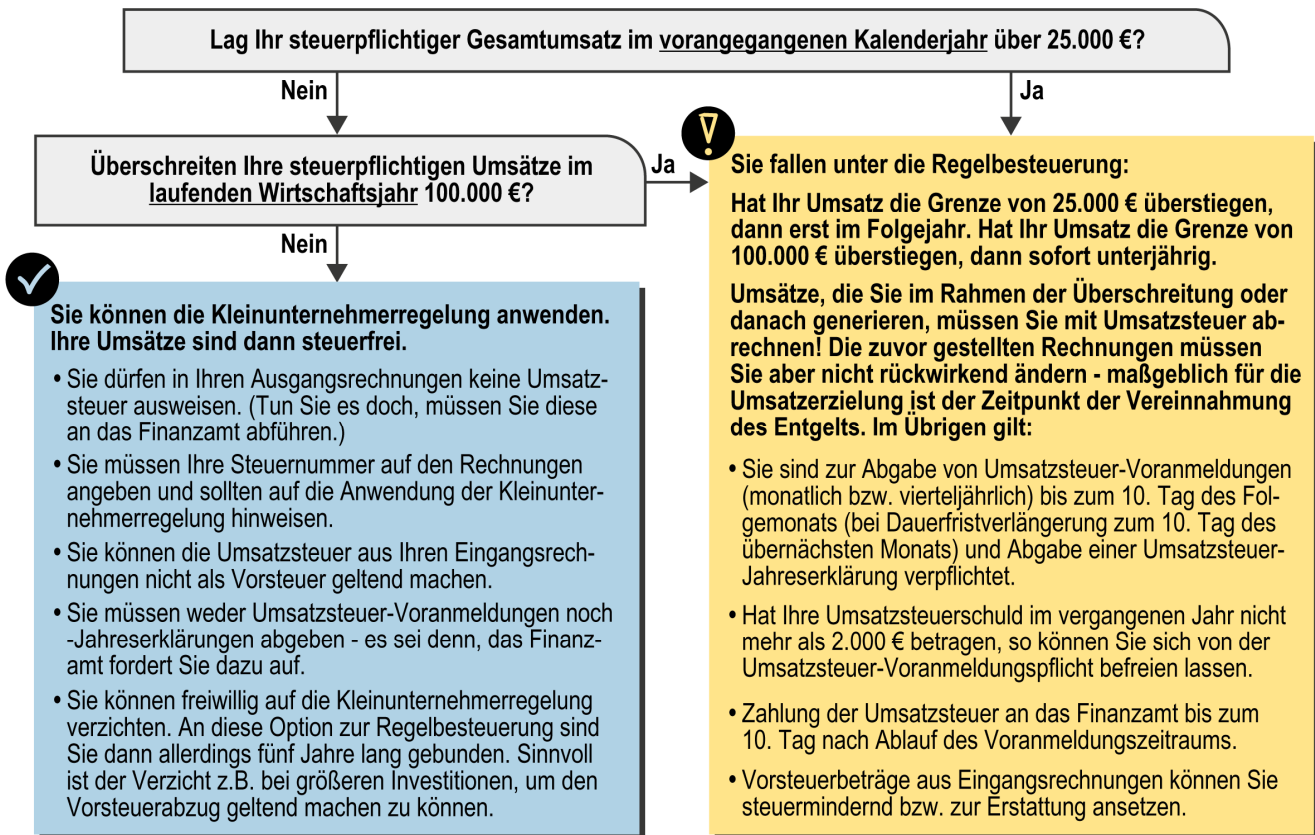 Lag Ihr steuerpflichtiger Gesamtumsatz im vorangegangenen Kalenderjahr über 25.000 €?
Nein
Ja
Überschreiten Ihre steuerpflichtigen Umsätze im
laufenden Wirtschaftsjahr 100.000 €?
Ja
Nein
Sie können die Kleinunternehmerregelung anwenden.
Ihre Umsätze sind dann steuerfrei.
• Sie dürfen in Ihren Ausgangsrechnungen keine Umsatz-
steuer ausweisen. (Tun Sie es doch, müssen Sie diese
an das Finanzamt abführen.)
• Sie müssen Ihre Steuernummer auf den Rechnungen
angeben und sollten auf die Anwendung der Kleinunter-
nehmerregelung hinweisen.
• Sie können die Umsatzsteuer aus Ihren Eingangsrech-
nungen nicht als Vorsteuer geltend machen.
• Sie müssen weder Umsatzsteuer-Voranmeldungen noch
-Jahreserklärungen abgeben - es sei denn, das Finanz-
amt fordert Sie dazu auf.
• Sie können freiwillig auf die Kleinunternehmerregelung
verzichten. An diese Option zur Regelbesteuerung sind
Sie dann allerdings fünf Jahre lang gebunden. Sinnvoll
ist der Verzicht z.B. bei größeren Investitionen, um den
Vorsteuerabzug geltend machen zu können.
Sie fallen unter die Regelbesteuerung:
Hat Ihr Umsatz die Grenze von 25.000 € überstiegen,
dann erst im Folgejahr. Hat Ihr Umsatz die Grenze von
100.000 € überstiegen, dann sofort unterjährig.
Umsätze, die Sie im Rahmen der Überschreitung oder
danach generieren, müssen Sie mit Umsatzsteuer ab-
rechnen! Die zuvor gestellten Rechnungen müssen
Sie aber nicht rückwirkend ändern - maßgeblich für die
Umsatzerzielung ist der Zeitpunkt der Vereinnahmung
des Entgelts. Im Übrigen gilt:
• Sie sind zur Abgabe von Umsatzsteuer-Voranmeldungen
(monatlich bzw. vierteljährlich) bis zum 10. Tag des Fol-
gemonats (bei Dauerfristverlängerung zum 10. Tag des
übernächsten Monats) und Abgabe einer Umsatzsteuer-
Jahreserklärung verpflichtet.
• Hat Ihre Umsatzsteuerschuld im vergangenen Jahr nicht
mehr als 2.000 € betragen, so können Sie sich von der
Umsatzsteuer-Voranmeldungspflicht befreien lassen.
• Zahlung der Umsatzsteuer an das Finanzamt bis zum
10. Tag nach Ablauf des Voranmeldungszeitraums.
• Vorsteuerbeträge aus Eingangsrechnungen können Sie
steuermindernd bzw. zur Erstattung ansetzen.